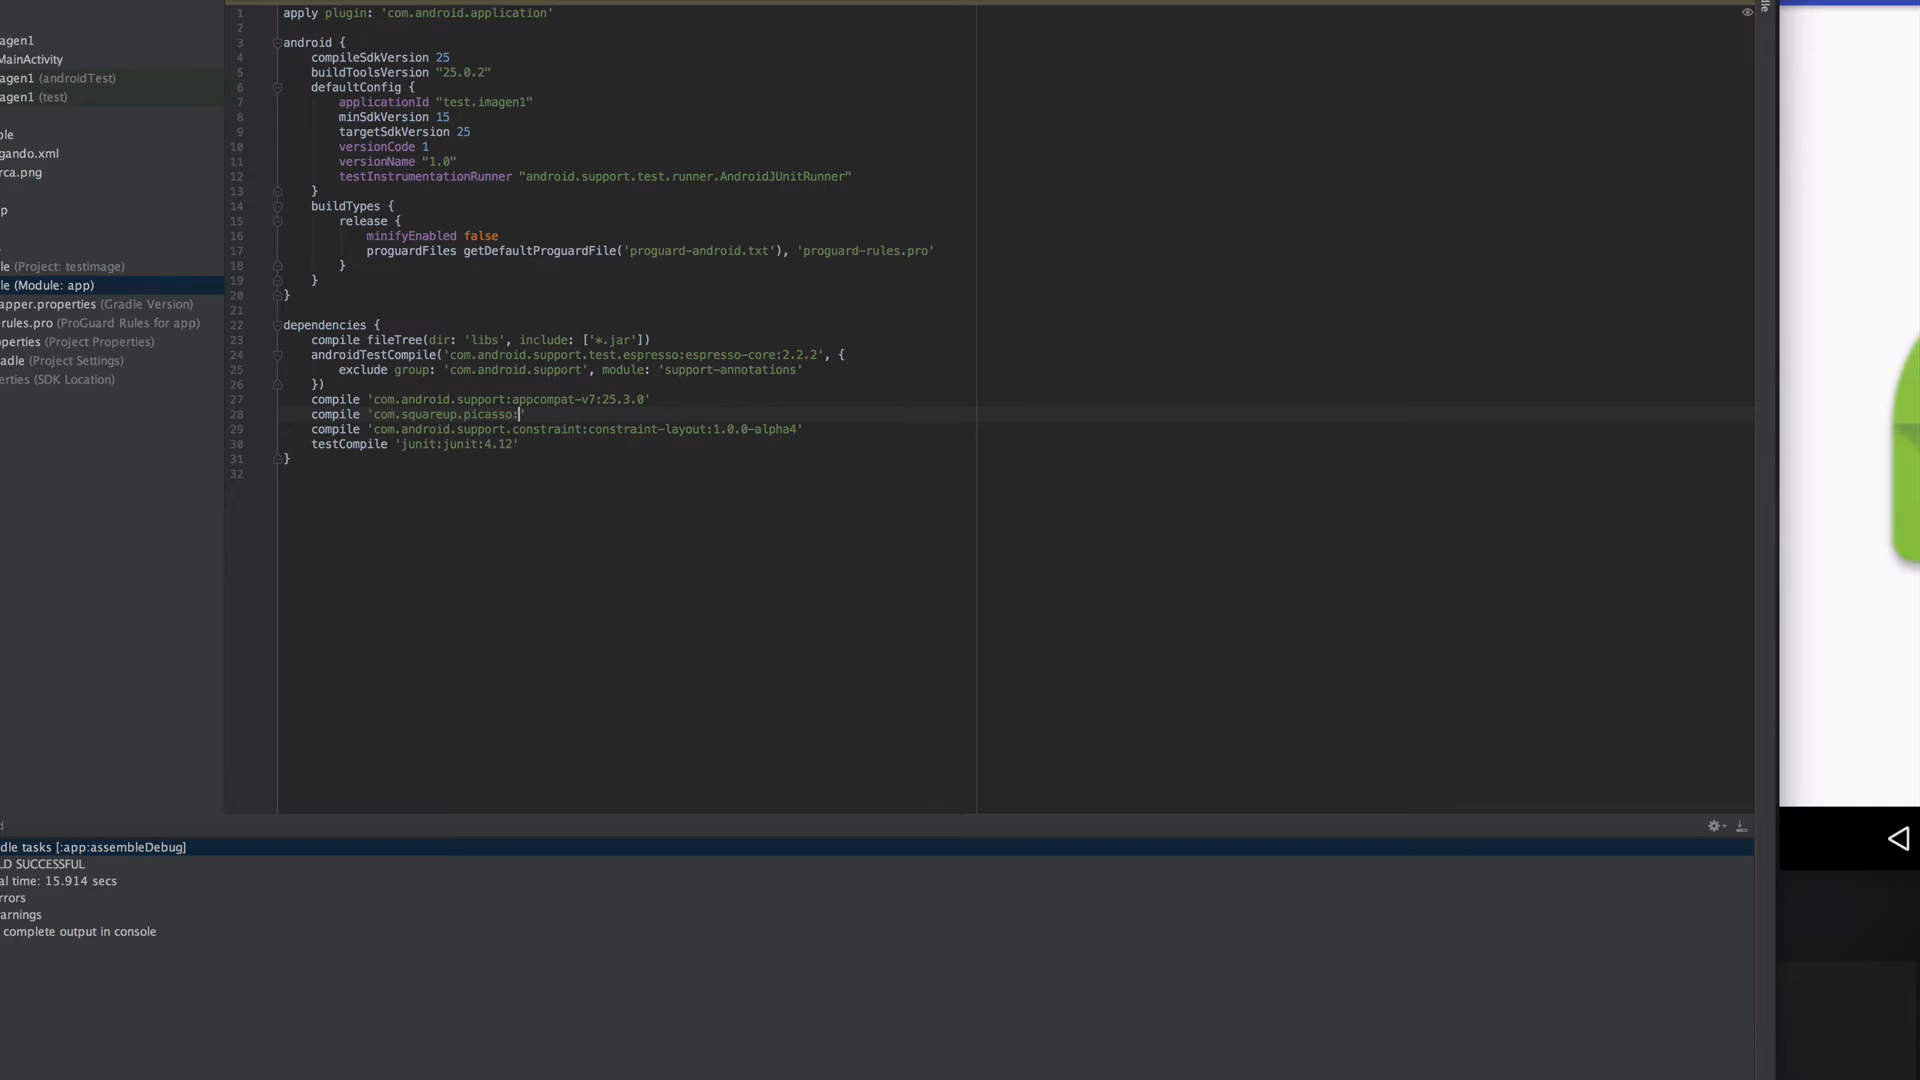 agen1
MainActivity
agen1 (androidTest)
agen1 (test)
ble
gando.xml
rca.png
p
le (Project: testimage)
le (Module: app)
apper.properties (Gradle Version)
rules.pro (ProGuard Rules for app)
perties (Project Properties)
adle (Project Settings)
erties (SDK Location)
1 apply plugin: 'com.android.application'
2
3 android {
4 compileSdkVersion 25
5 buildToolsVersion "25.0.2"
6 defaultConfig {
7 applicationId "test.imagen1"
8 minSdkVersion 15
9 targetSdkVersion 25
10 versionCode 1
11 versionName "1.0"
12 testInstrumentationRunner "android.support.test.runner.AndroidJUnitRunner"
13 }
14 buildTypes {
15 release {
16 minifyEnabled false
17 proguardFiles getDefaultProguardFile('proguard-android.txt'), 'proguard-rules.pro'
18 }
19 }
20 }
21
22 dependencies {
23 compile fileTree(dir: 'libs', include: ['*.jar'])
24 androidTestCompile('com.android.support.test.espresso:espresso-core:2.2.2', {
25 exclude group: 'com.android.support', module: 'support-annotations'
26 })
27 compile 'com.android.support:appcompat-v7:25.3.0'
28 compile 'com.squareup.picasso:'
29 compile 'com.android.support.constraint:constraint-layout:1.0.0-alpha4'
30 testCompile 'junit:junit:4.12'
31 }
32
dle tasks [:app:assembleDebug]
LD SUCCESSFUL
al time: 15.914 secs
rrors
arnings
complete output in console